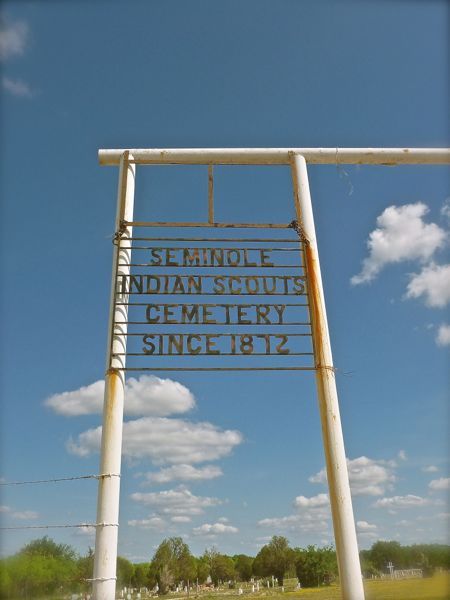 SEMINOLE
INDIAN SCOUTS
CEMETERY
SINCE 1872